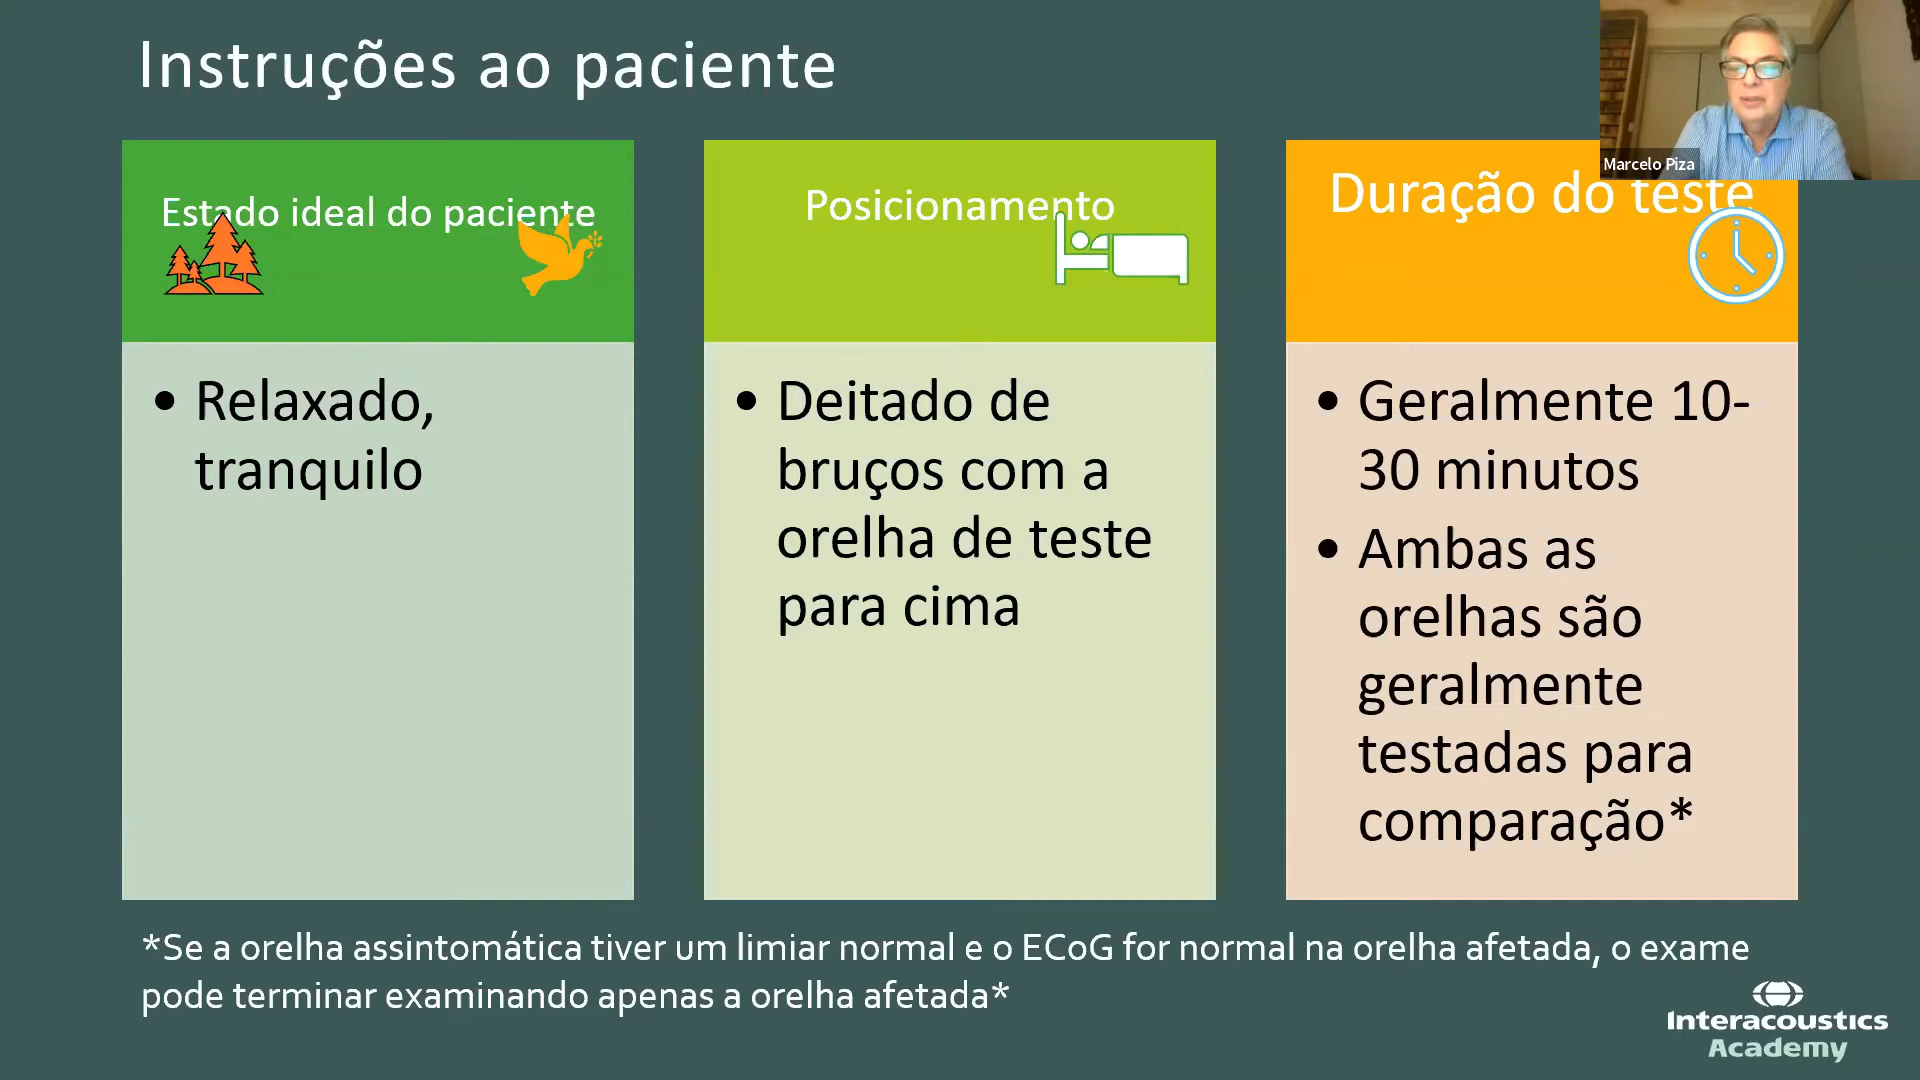 Instruções ao paciente
Marcelo Piza
Estado ideal do paciente
• Relaxado,
tranquilo
Posicionamento
• Deitado de
bruços com a
orelha de teste
para cima
Duração do teste
• Geralmente 10-
30 minutos
• Ambas as
orelhas são
geralmente
testadas para
comparação*
*Se a orelha assintomática tiver um limiar normal e o ECoG for normal na orelha afetada, o exame
pode terminar examinando apenas a orelha afetada*
Interacoustics
Academy